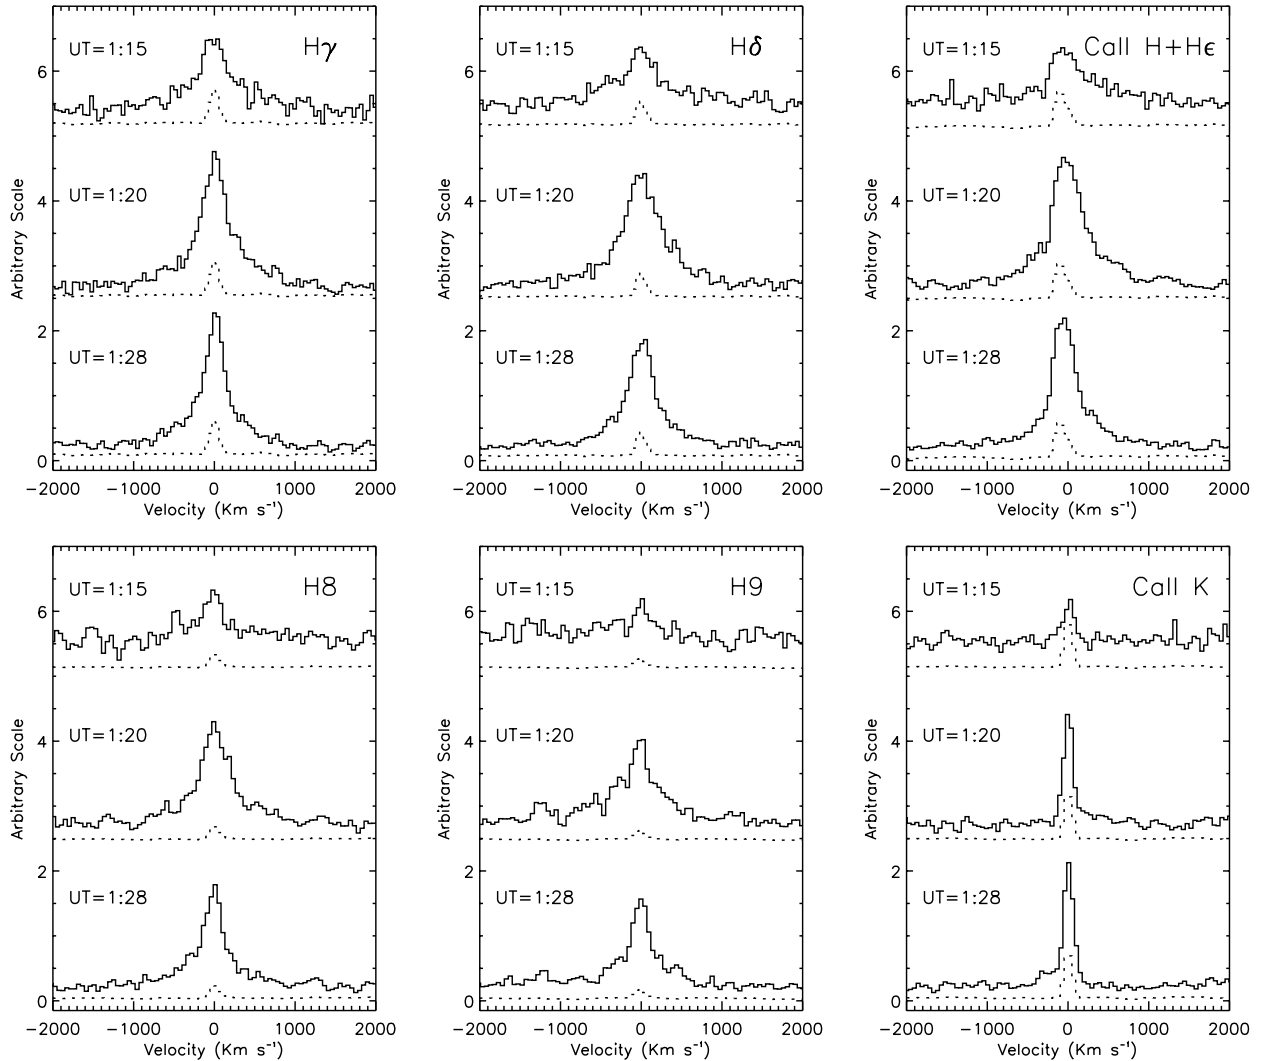 Hγ
UT=1:15
UT=1:20
UT=1:28
6
4
2
0
Arbitrary Scale
−2000 −1000 0 1000 2000
Velocity (Km s⁻¹)
Hδ
UT=1:15
UT=1:20
UT=1:28
6
4
2
0
Arbitrary Scale
−2000 −1000 0 1000 2000
Velocity (Km s⁻¹)
CaII H+Hϵ
UT=1:15
UT=1:20
UT=1:28
6
4
2
0
Arbitrary Scale
−2000 −1000 0 1000 2000
Velocity (Km s⁻¹)
H8
UT=1:15
UT=1:20
UT=1:28
6
4
2
0
Arbitrary Scale
−2000 −1000 0 1000 2000
Velocity (Km s⁻¹)
H9
UT=1:15
UT=1:20
UT=1:28
6
4
2
0
Arbitrary Scale
−2000 −1000 0 1000 2000
Velocity (Km s⁻¹)
CaII K
UT=1:15
UT=1:20
UT=1:28
6
4
2
0
Arbitrary Scale
−2000 −1000 0 1000 2000
Velocity (Km s⁻¹)